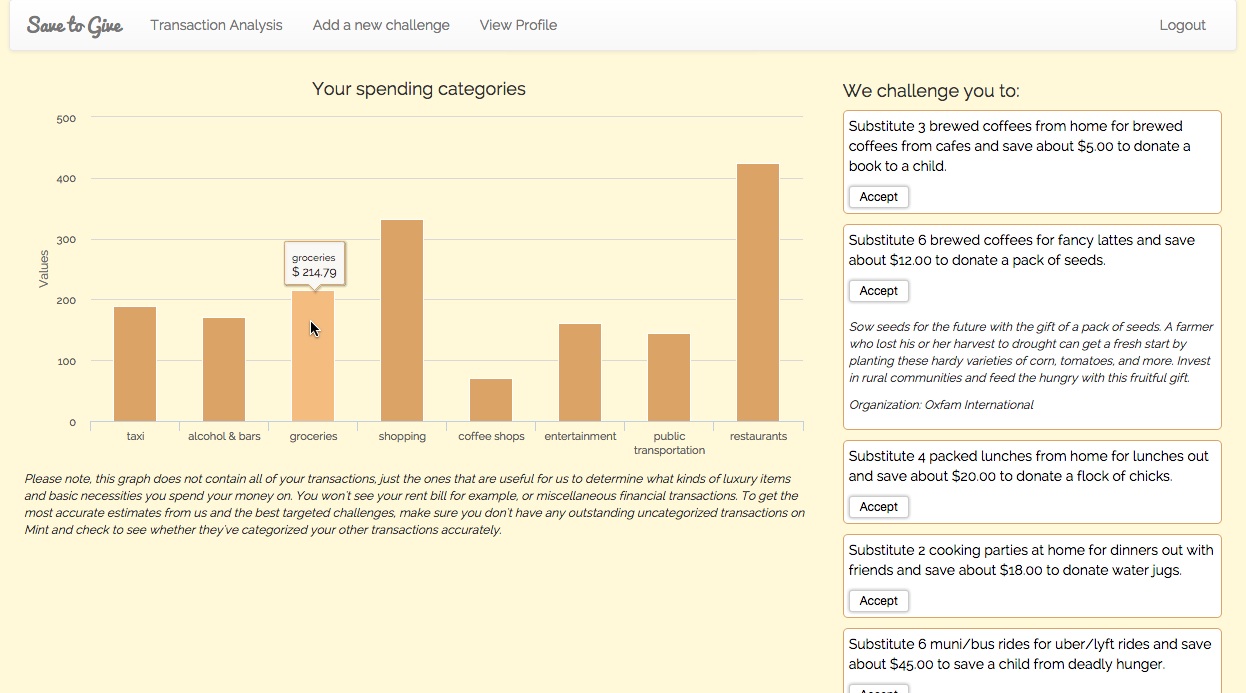 Save to Give
Transaction Analysis
Add a new challenge
View Profile
Logout
Your spending categories
500
400
300
200
100
0
Values
groceries
$ 214.79
taxi
alcohol & bars
groceries
shopping
coffee shops
entertainment
public
transportation
restaurants
Please note, this graph does not contain all of your transactions, just the ones that are useful for us to determine what kinds of luxury items
and basic necessities you spend your money on. You won't see your rent bill for example, or miscellaneous financial transactions. To get the
most accurate estimates from us and the best targeted challenges, make sure you don't have any outstanding uncategorized transactions on
Mint and check to see whether they've categorized your other transactions accurately.
We challenge you to:
Substitute 3 brewed coffees from home for brewed
coffees from cafes and save about $5.00 to donate a
book to a child.
Accept
Substitute 6 brewed coffees for fancy lattes and save
about $12.00 to donate a pack of seeds.
Accept
Sow seeds for the future with the gift of a pack of seeds. A farmer
who lost his or her harvest to drought can get a fresh start by
planting these hardy varieties of corn, tomatoes, and more. Invest
in rural communities and feed the hungry with this fruitful gift.
Organization: Oxfam International
Substitute 4 packed lunches from home for lunches out
and save about $20.00 to donate a flock of chicks.
Accept
Substitute 2 cooking parties at home for dinners out with
friends and save about $18.00 to donate water jugs.
Accept
Substitute 6 muni/bus rides for uber/lyft rides and save
about $45.00 to save a child from deadly hunger.
Accept